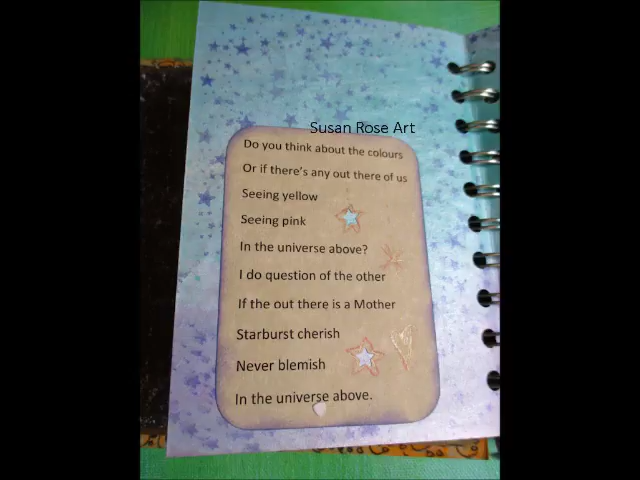 Susan Rose Art
Do you think about the colours
Or if there's any out there of us
Seeing yellow
Seeing pink
In the universe above?
I do question of the other
If the out there is a Mother
Starburst cherish
Never blemish
In the universe above.